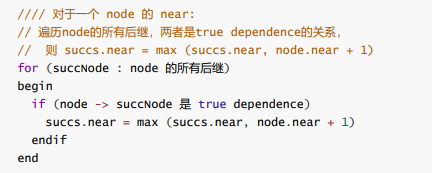 //// 对于一个 node 的 near:
// 遍历node的所有后继，两者是true dependence的关系，
//  则 succs.near = max (succs.near, node.near + 1)
for (succNode : node 的所有后继)
begin
  if (node -> succNode 是 true dependence)
    succs.near = max (succs.near, node.near + 1)
  endif
end